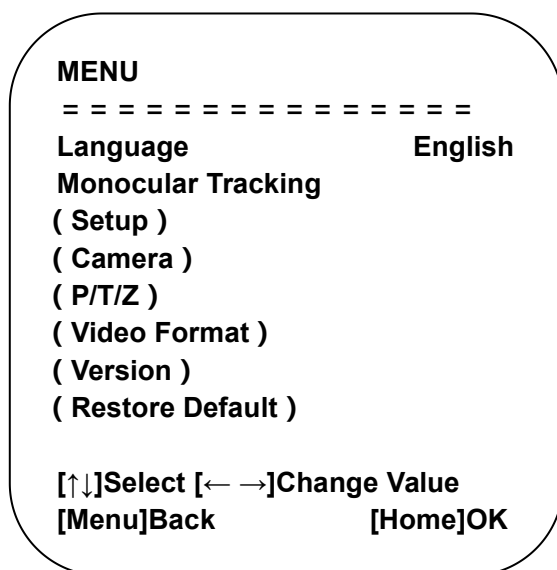 MENU
= = = = = = = = = = = = = = =
Language English
Monocular Tracking
( Setup )
( Camera )
( P/T/Z )
( Video Format )
( Version )
( Restore Default )
[↑↓]Select [← →]Change Value
[Menu]Back [Home]OK